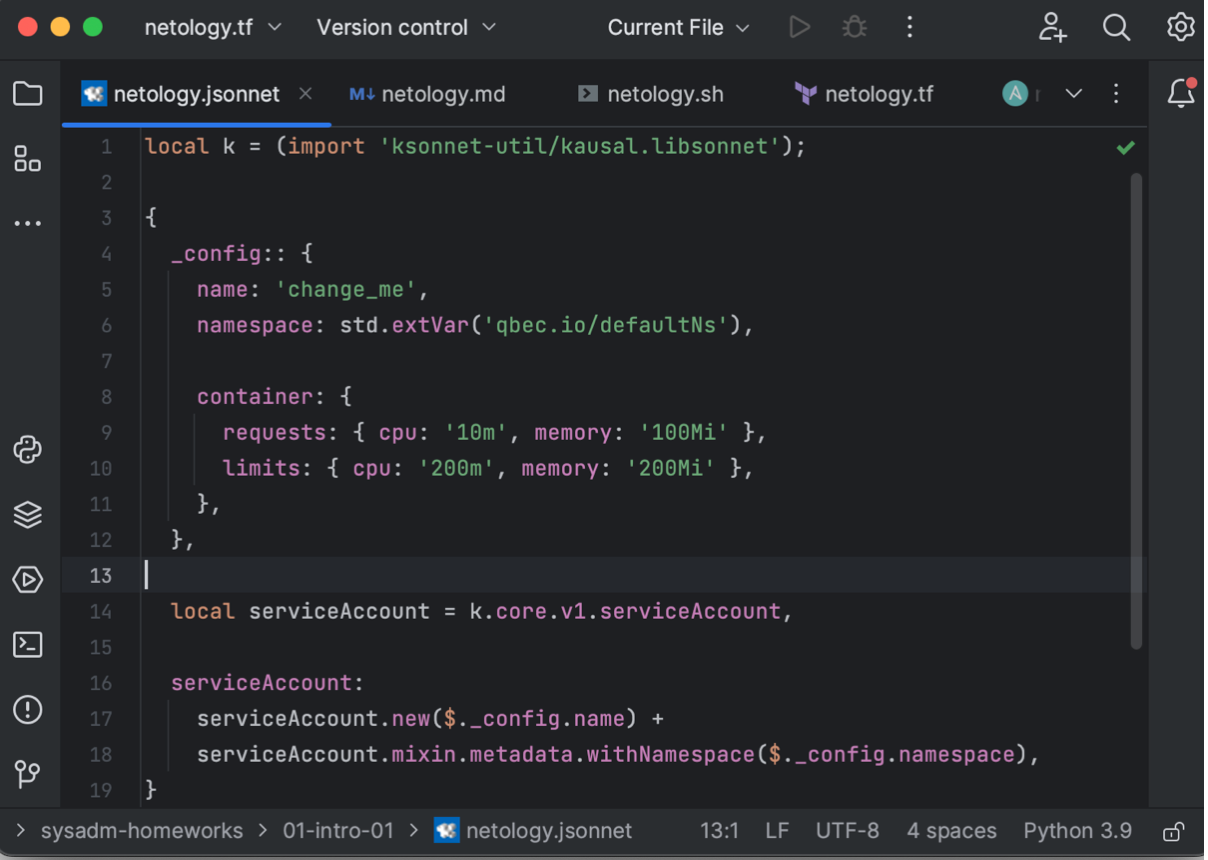 netology.tf Version control Current File
netology.jsonnet M↓ netology.md netology.sh netology.tf A
1 local k = (import 'ksonnet-util/kausal.libsonnet');
2
3 {
4   _config:: {
5     name: 'change_me',
6     namespace: std.extVar('qbec.io/defaultNs'),
7
8     container: {
9       requests: { cpu: '10m', memory: '100Mi' },
10       limits: { cpu: '200m', memory: '200Mi' },
11     },
12   },
13
14   local serviceAccount = k.core.v1.serviceAccount,
15
16   serviceAccount:
17     serviceAccount.new($._config.name) +
18     serviceAccount.mixin.metadata.withNamespace($._config.namespace),
19 }
> sysadm-homeworks > 01-intro-01 > netology.jsonnet 13:1 LF UTF-8 4 spaces Python 3.9